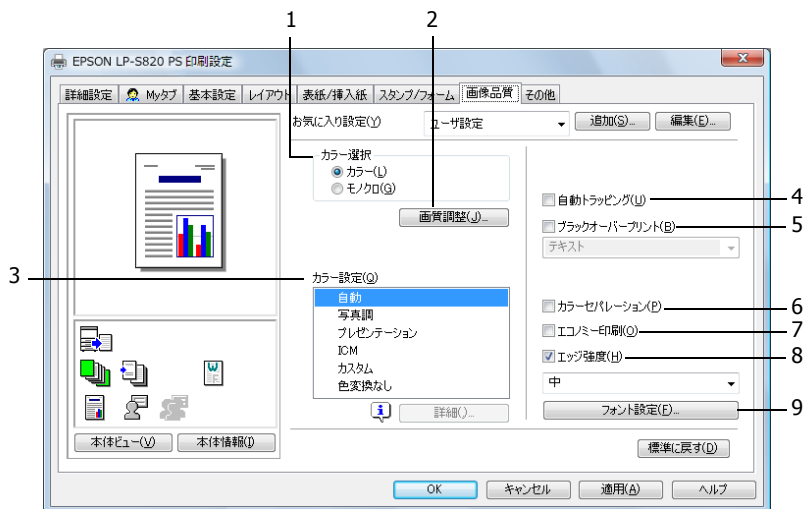 1
2
EPSON LP-S820 PS 印刷設定
詳細設定 Myタブ 基本設定 レイアウト 表紙/挿入紙 スタンプ/フォーム 画像品質 その他
お気に入り設定(Y) ユーザ設定 追加(S)... 編集(E)...
カラー選択
カラー(L)
モノクロ(G)
画質調整(J)...
自動トラッピング(U) 4
ブラックオーバープリント(B) 5
テキスト
3 カラー設定(Q)
自動
写真調
プレゼンテーション
ICM
カスタム
色変換なし
詳細(,)...
カラーセパレーション(P) 6
エコノミー印刷(O) 7
エッジ強度(H) 8
中
フォント設定(F)... 9
本体ビュー(V) 本体情報(I)
標準に戻す(D)
OK キャンセル 適用(A) ヘルプ